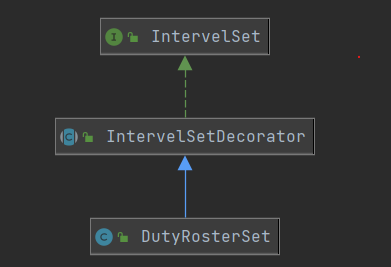 I IntervelSet
C IntervelSetDecorator
C DutyRosterSet